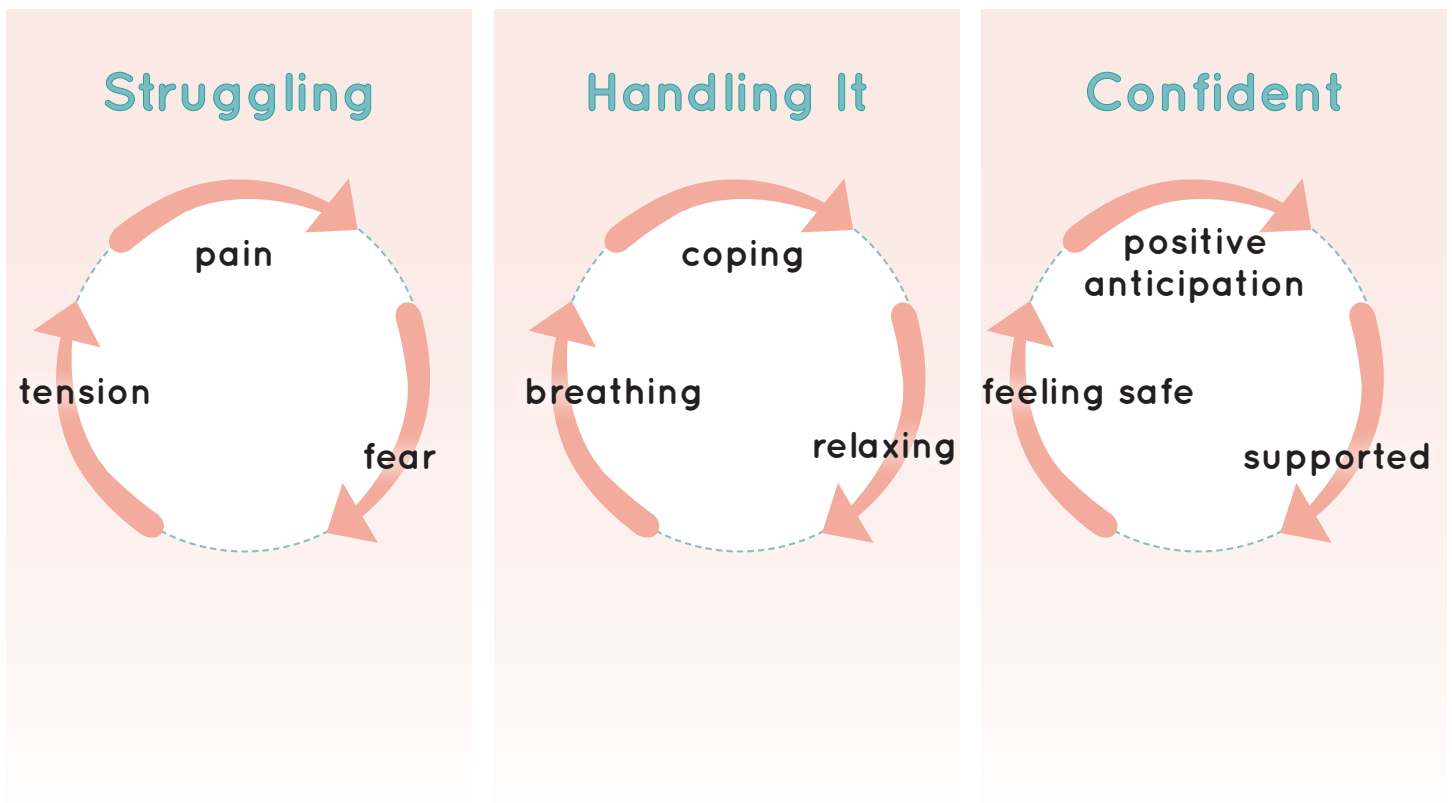 Struggling
pain
tension
fear
Handling It
coping
breathing
relaxing
Confident
positive
anticipation
feeling safe
supported